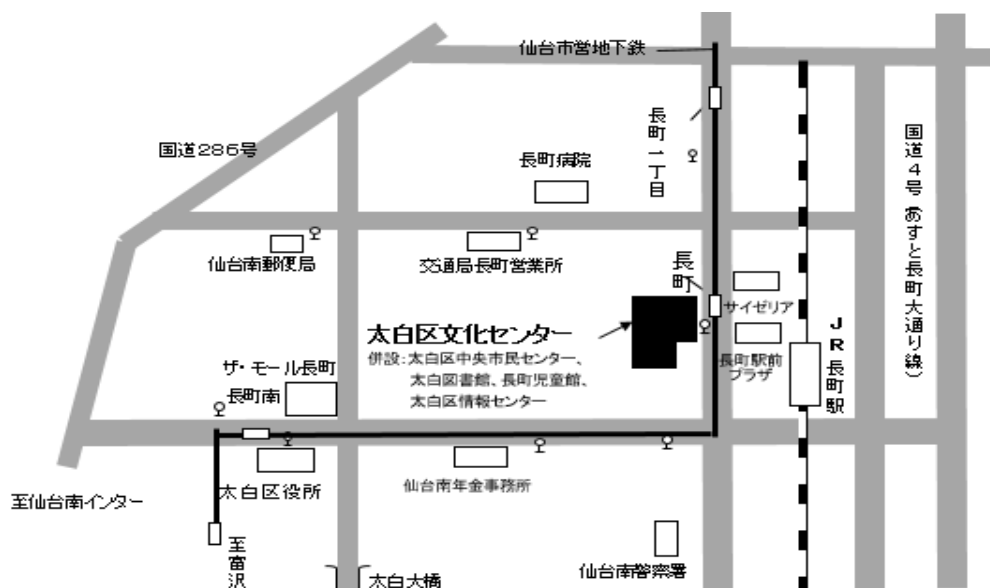 仙台市営地下鉄
長町一丁目
国道286号
長町病院
国道4号(あすと長町大通り線)
仙台南郵便局
交通局長町営業所
長町
サイゼリア
太白区文化センター
併設:太白区中央市民センター、
太白図書館、長町児童館、
太白区情報センター
長町駅前
プラザ
JR長町駅
ザ・モール長町
長町南
太白区役所
仙台南年金事務所
至仙台南インター
至富沢
太白大橋
仙台南警察署